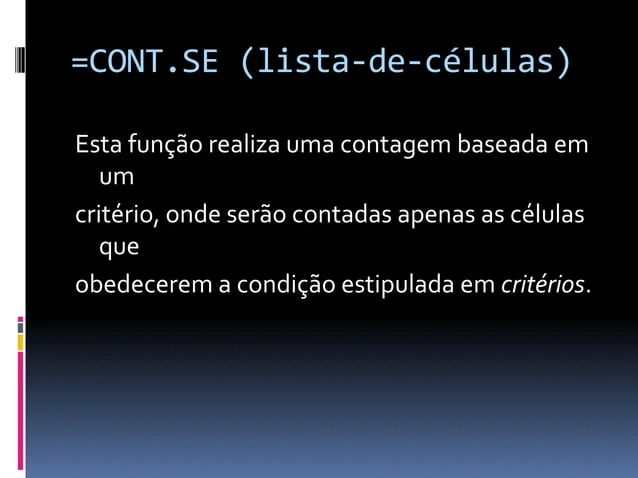 =CONT.SE (lista-de-células)
Esta função realiza uma contagem baseada em
um
critério, onde serão contadas apenas as células
que
obedecerem a condição estipulada em critérios.